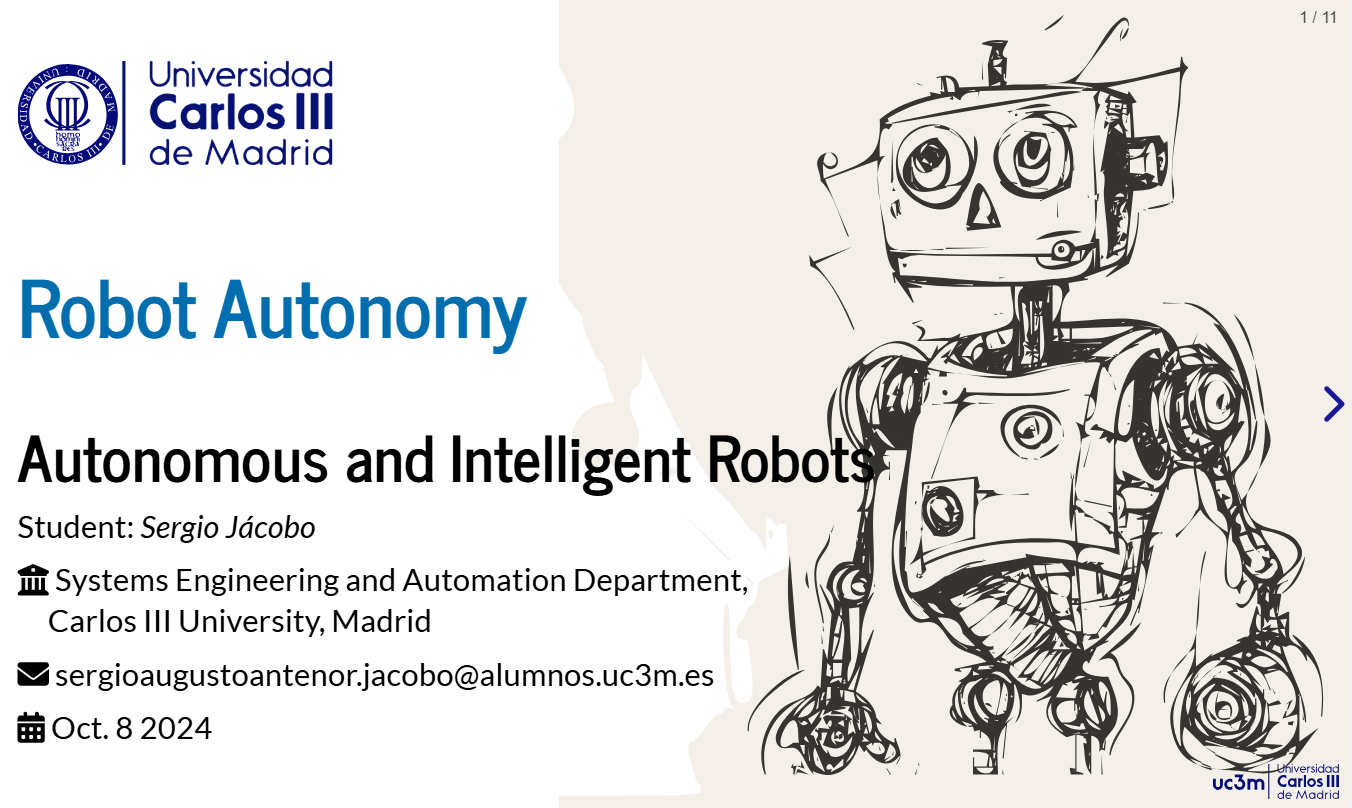 1 / 11
UNIVERSIDAD · CARLOS III · DE MADRID
homo
homini
sacra
res
Universidad
Carlos III
de Madrid
Robot Autonomy
Autonomous and Intelligent Robots
Student: Sergio Jácobo
Systems Engineering and Automation Department,
Carlos III University, Madrid
sergioaugustoantenor.jacobo@alumnos.uc3m.es
Oct. 8 2024
uc3m
Universidad
Carlos III
de Madrid